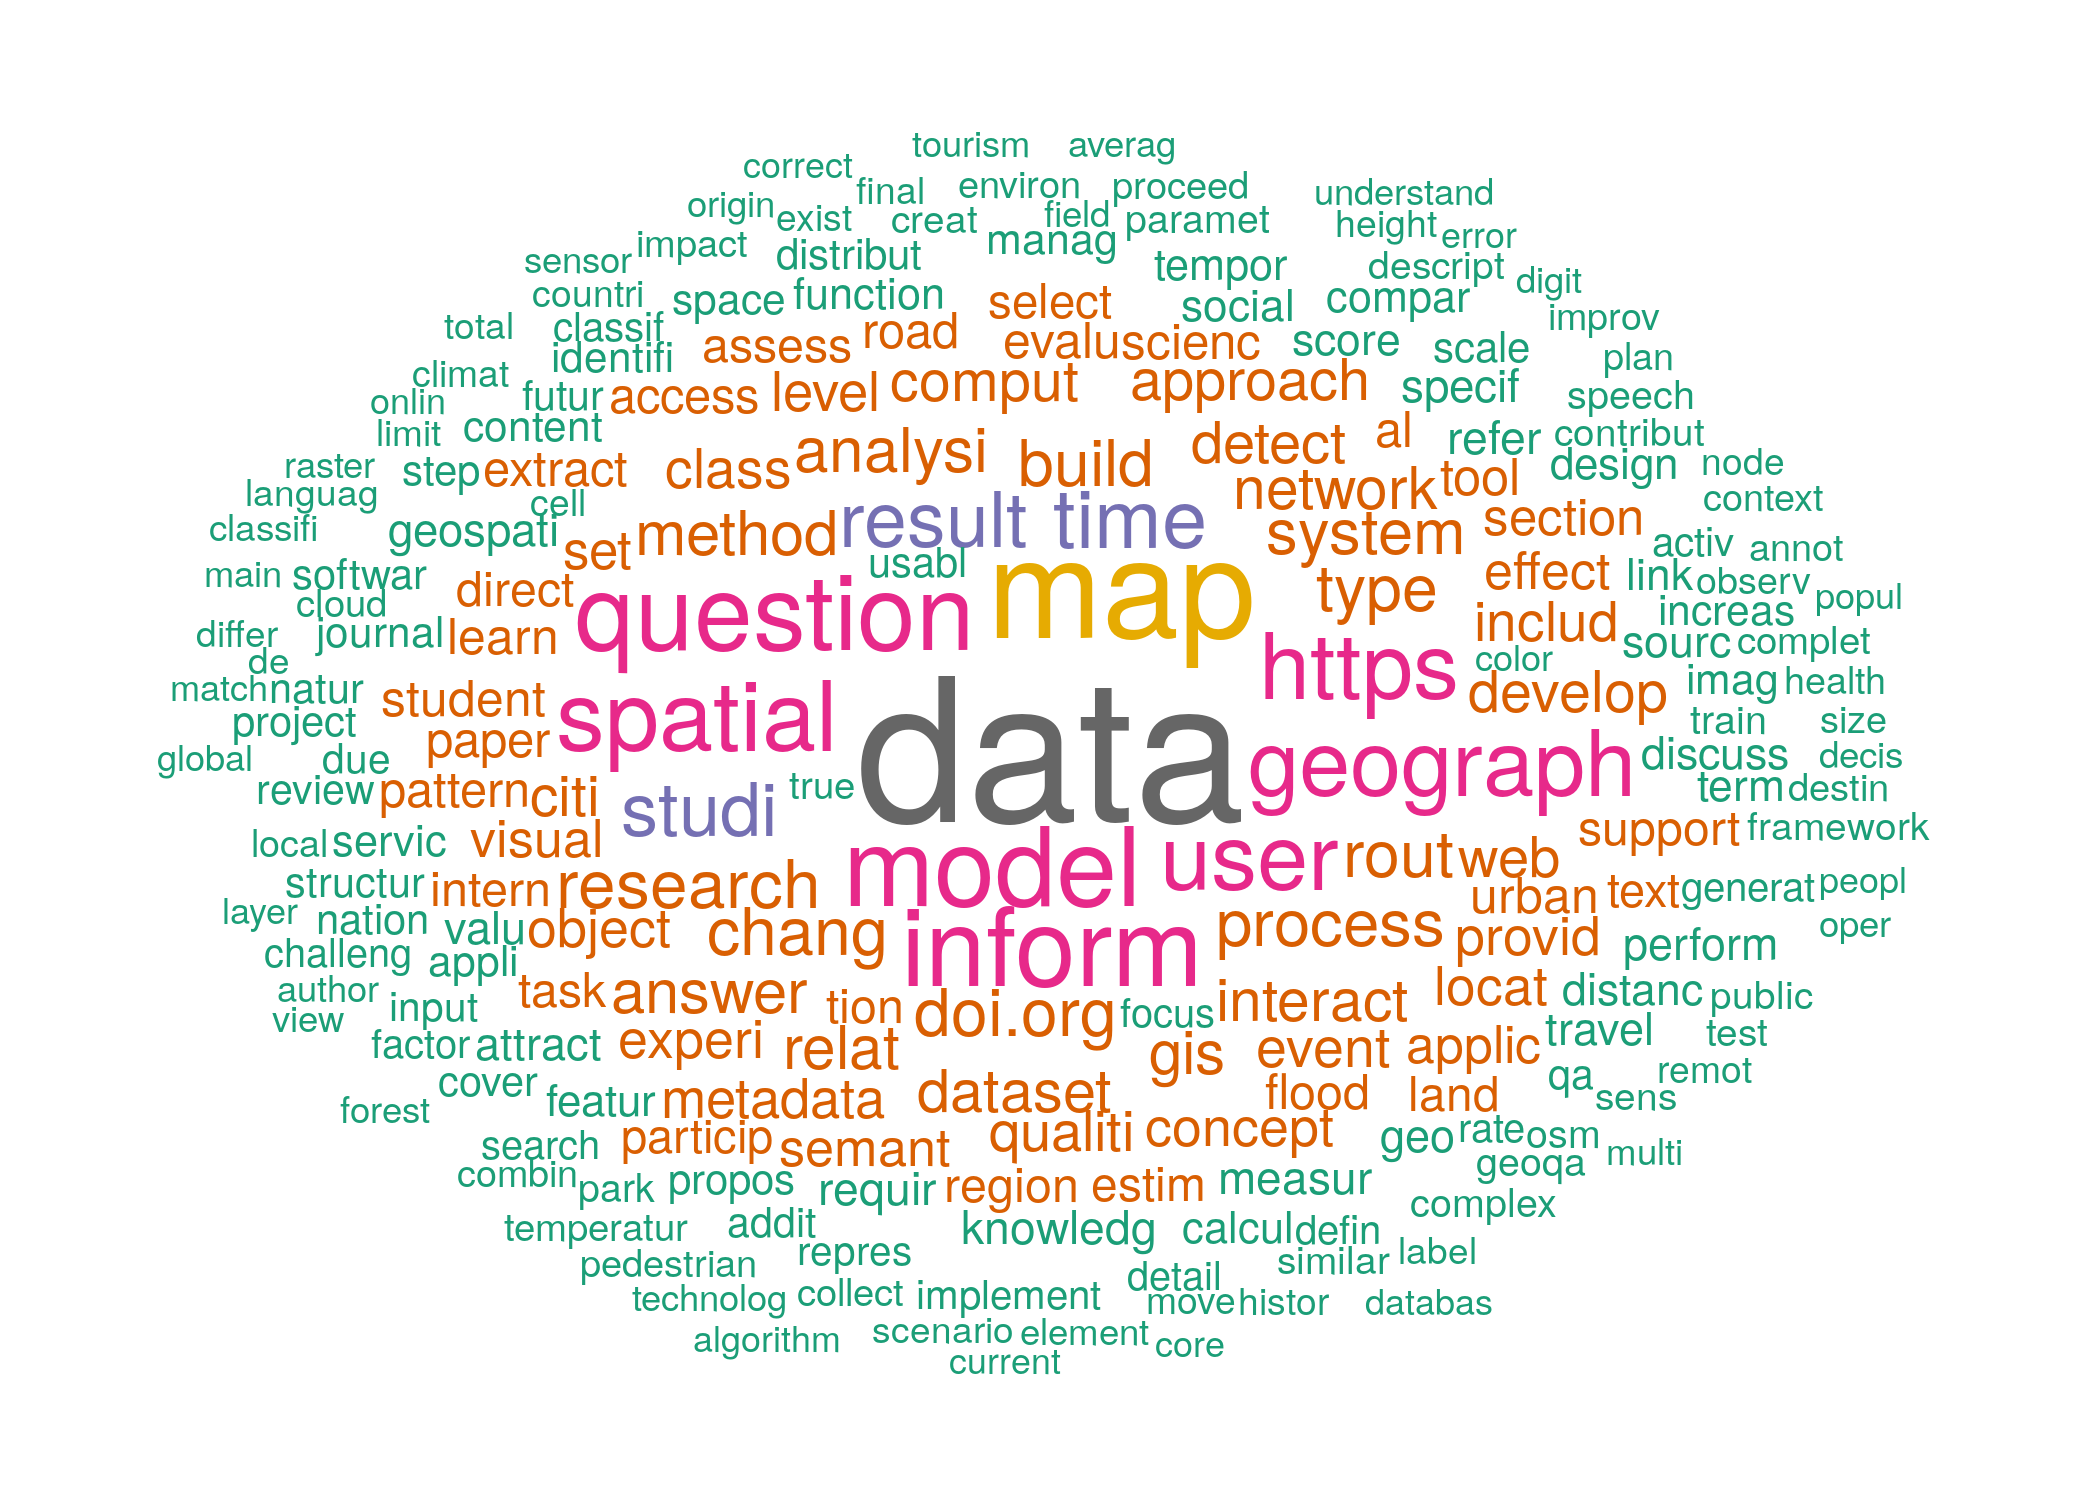 tourism averag
correct
final environ proceed understand
origin exist creat field paramet height error
sensor impact distribut manag tempor descript digit
countri space function select social compar
total classif assess road evalu scienc score scale improv
identifi plan
climat futur access level comput approach specif speech
onlin
limit content analysi build detect al refer contribut
raster step extract class network tool design node
languag cell context
classifi geospati set method result time system section activ annot
main softwar direct usabl map type effect link observ
cloud question includ increas popul
differ journal learn https sourc complet
de color
match natur student spatial data develop imag health
project paper geograph train size
global due discuss decis
review pattern citi studi true term destin
local servic visual model user rout web support framework
structur intern research urban text generat peopl
layer nation valu object chang inform process provid perform oper
challeng appli
author input task answer tion doi.org focus interact locat distanc public
view
factor attract experi relat gis event applic travel test
cover featur metadata dataset flood land qa remot
forest sens
search particip semant qualiti concept geo rate osm multi
combin park propos requir region estim measur geoqa
complex
temperatur addit knowledg calcul defin
pedestrian repres detail similar label
technolog collect implement move histor databas
algorithm scenario element core
current